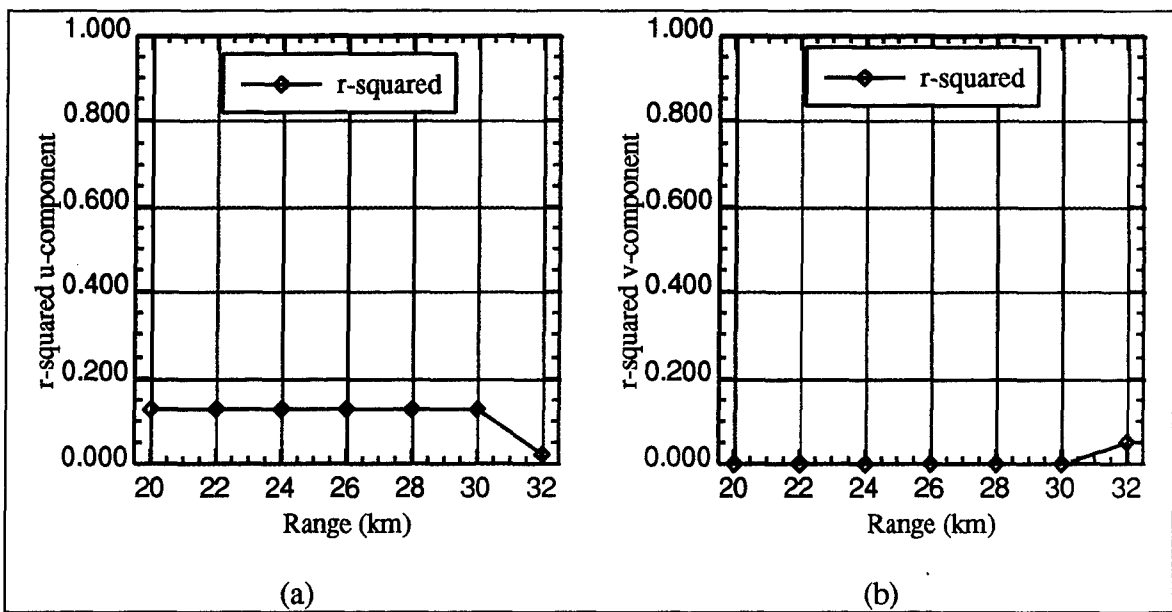 1.000
0.800
0.600
0.400
0.200
0.000
r-squared u-component
r-squared
20 22 24 26 28 30 32
Range (km)
(a)
1.000
0.800
0.600
0.400
0.200
0.000
r-squared v-component
r-squared
20 22 24 26 28 30 32
Range (km)
(b)